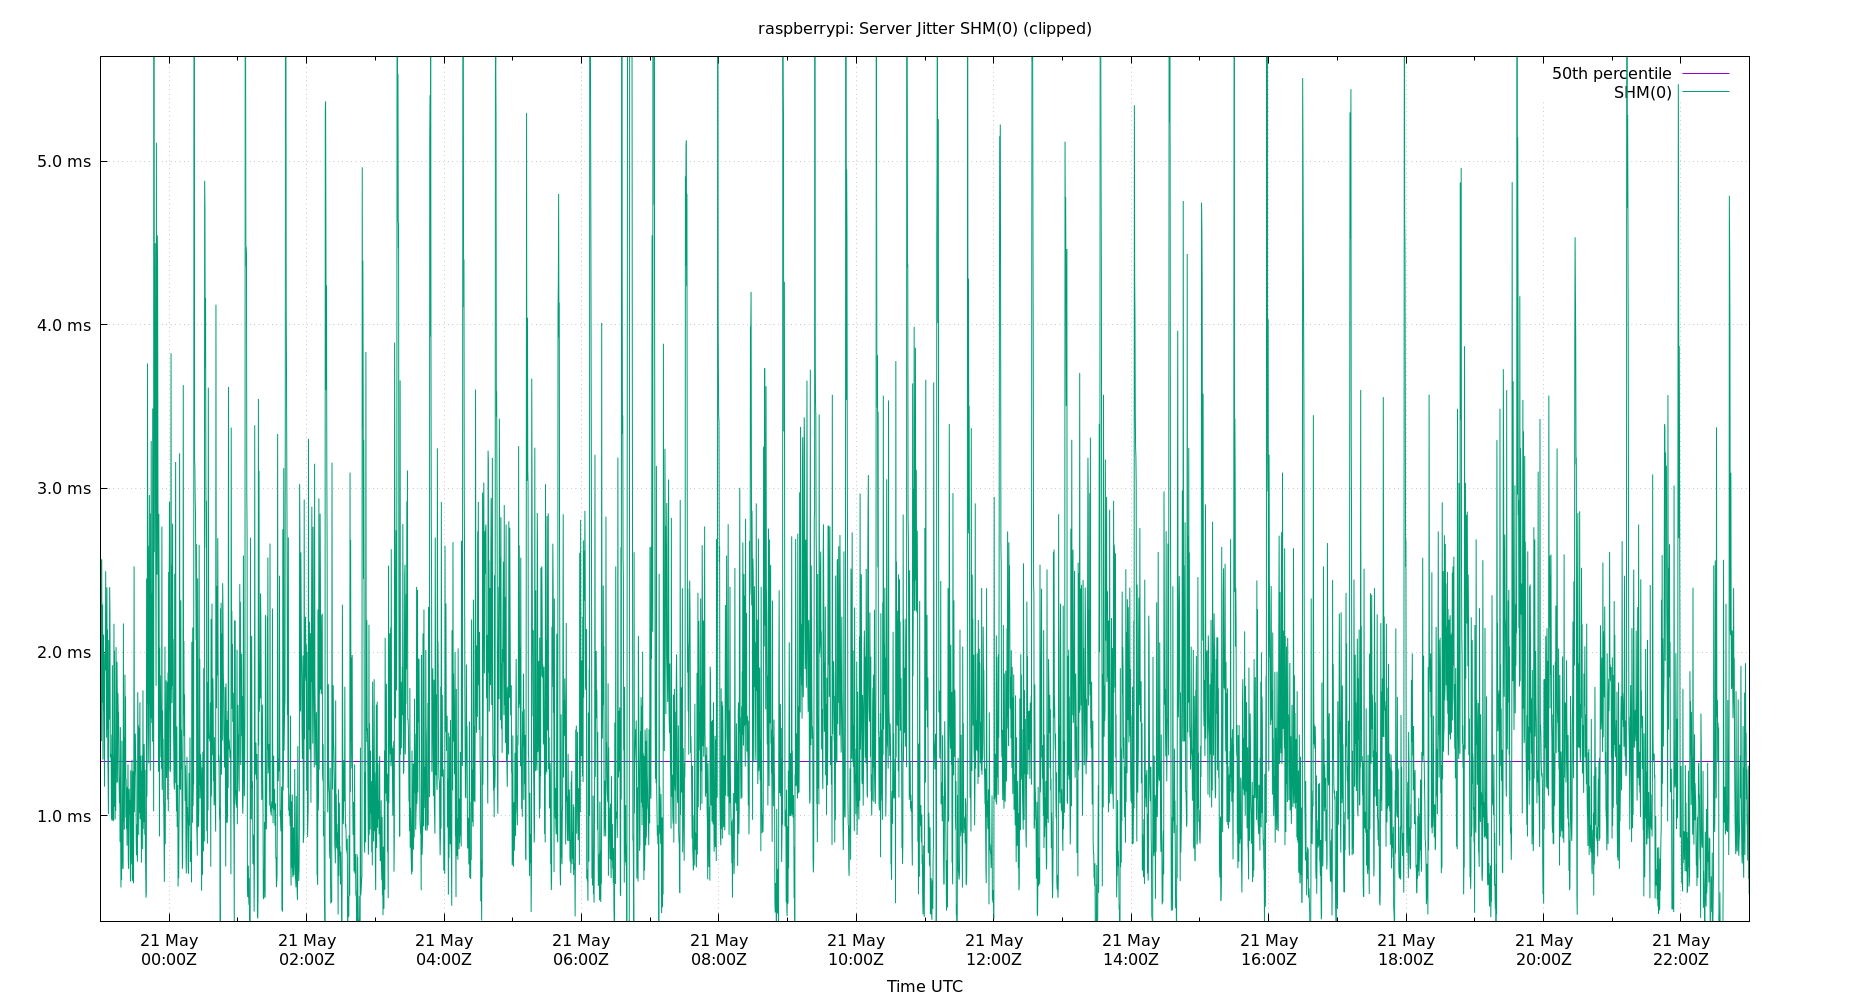 raspberrypi: Server Jitter SHM(0) (clipped)
50th percentile
SHM(0)
5.0 ms
4.0 ms
3.0 ms
2.0 ms
1.0 ms
21 May 21 May 21 May 21 May 21 May 21 May 21 May 21 May 21 May 21 May 21 May 21 May
00:00Z 02:00Z 04:00Z 06:00Z 08:00Z 10:00Z 12:00Z 14:00Z 16:00Z 18:00Z 20:00Z 22:00Z
Time UTC